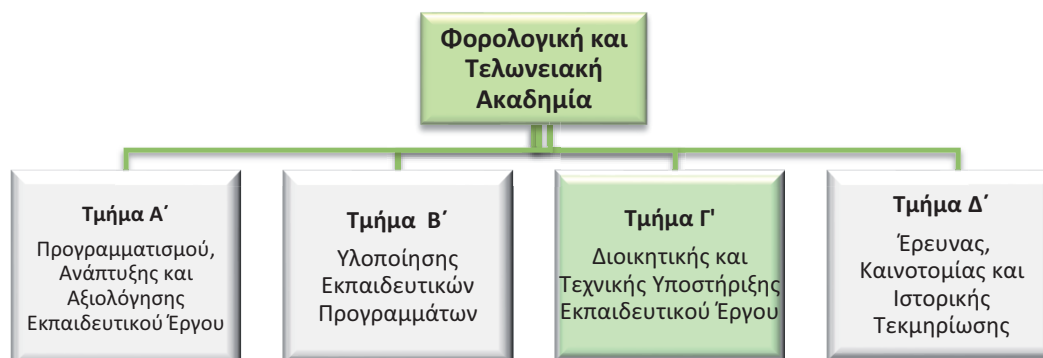 Φορολογική και
Τελωνειακή
Ακαδημία
Τμήμα Α΄
Προγραμματισμού,
Ανάπτυξης και
Αξιολόγησης
Εκπαιδευτικού Έργου
Τμήμα Β΄
Υλοποίησης
Εκπαιδευτικών
Προγραμμάτων
Τμήμα Γ'
Διοικητικής και
Τεχνικής Υποστήριξης
Εκπαιδευτικού Έργου
Τμήμα Δ΄
Έρευνας,
Καινοτομίας και
Ιστορικής
Τεκμηρίωσης